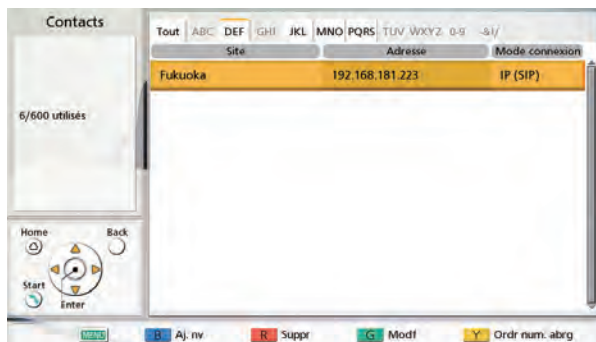 Contacts
Tout ABC DEF GHI JKL MNO PQRS TUV WXYZ 0-9 -&!/
Site Adresse Mode connexion
Fukuoka 192.168.181.223 IP (SIP)
6/600 utilisés
Home Back
Start
Enter
MENU B Aj. nv R Suppr G Modf Y Ordr num. abrg